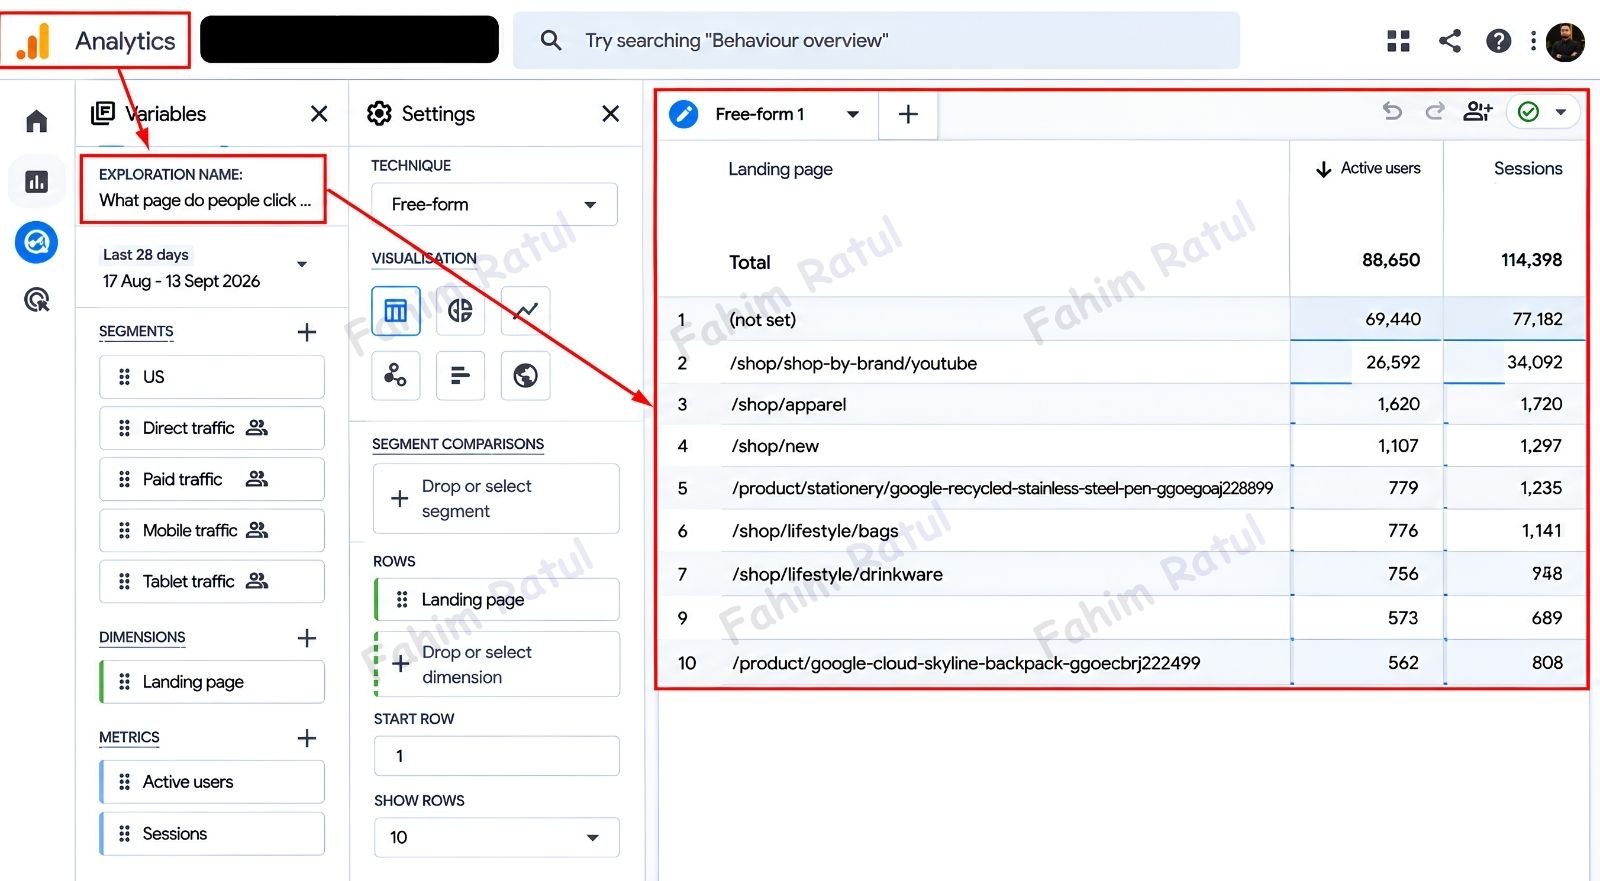 Analytics
Try searching "Behaviour overview"
Variables
EXPLORATION NAME:
What page do people click ...
Last 28 days
17 Aug - 13 Sept 2026
SEGMENTS
US
Direct traffic
Paid traffic
Mobile traffic
Tablet traffic
DIMENSIONS
Landing page
METRICS
Active users
Sessions
Settings
TECHNIQUE
Free-form
VISUALISATION
SEGMENT COMPARISONS
Drop or select
segment
ROWS
Landing page
Drop or select
dimension
START ROW
1
SHOW ROWS
10
Free-form 1
Landing page Active users Sessions
Total 88,650 114,398
1 (not set) 69,440 77,182
2 /shop/shop-by-brand/youtube 26,592 34,092
3 /shop/apparel 1,620 1,720
4 /shop/new 1,107 1,297
5 /product/stationery/google-recycled-stainless-steel-pen-ggoegoaj228899 779 1,235
6 /shop/lifestyle/bags 776 1,141
7 /shop/lifestyle/drinkware 756
9 573 689
10 /product/google-cloud-skyline-backpack-ggoecbrj222499 562 808
Fahim Ratul
Fahim Ratul
Fahim Ratul
Fahim Ratul
Fahim Ratul
Fahim Ratul